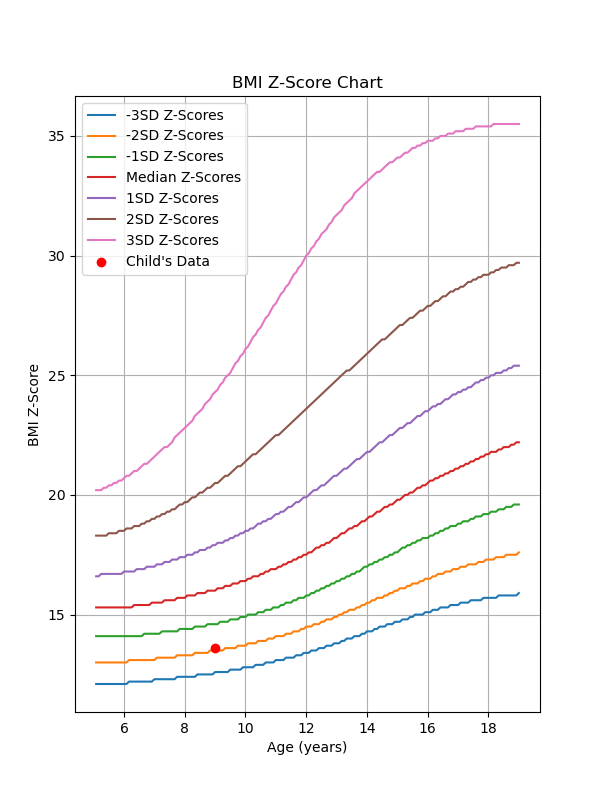 BMI Z-Score Chart
-3SD Z-Scores
-2SD Z-Scores
-1SD Z-Scores
Median Z-Scores
1SD Z-Scores
2SD Z-Scores
3SD Z-Scores
Child's Data
BMI Z-Score
35
30
25
20
15
6 8 10 12 14 16 18
Age (years)